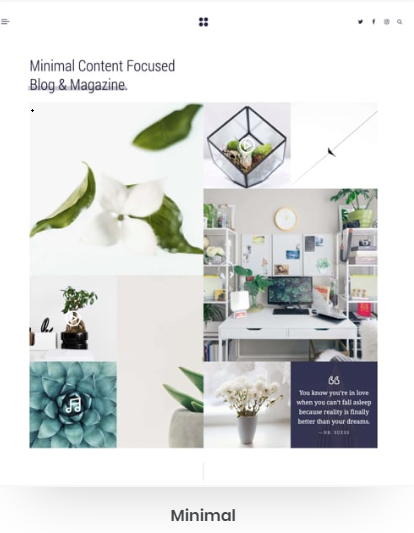 Minimal Content Focused
Blog & Magazine.
You know you're in love
when you can't fall asleep
because reality is finally
better than your dreams.
— DR. SUESS
Minimal